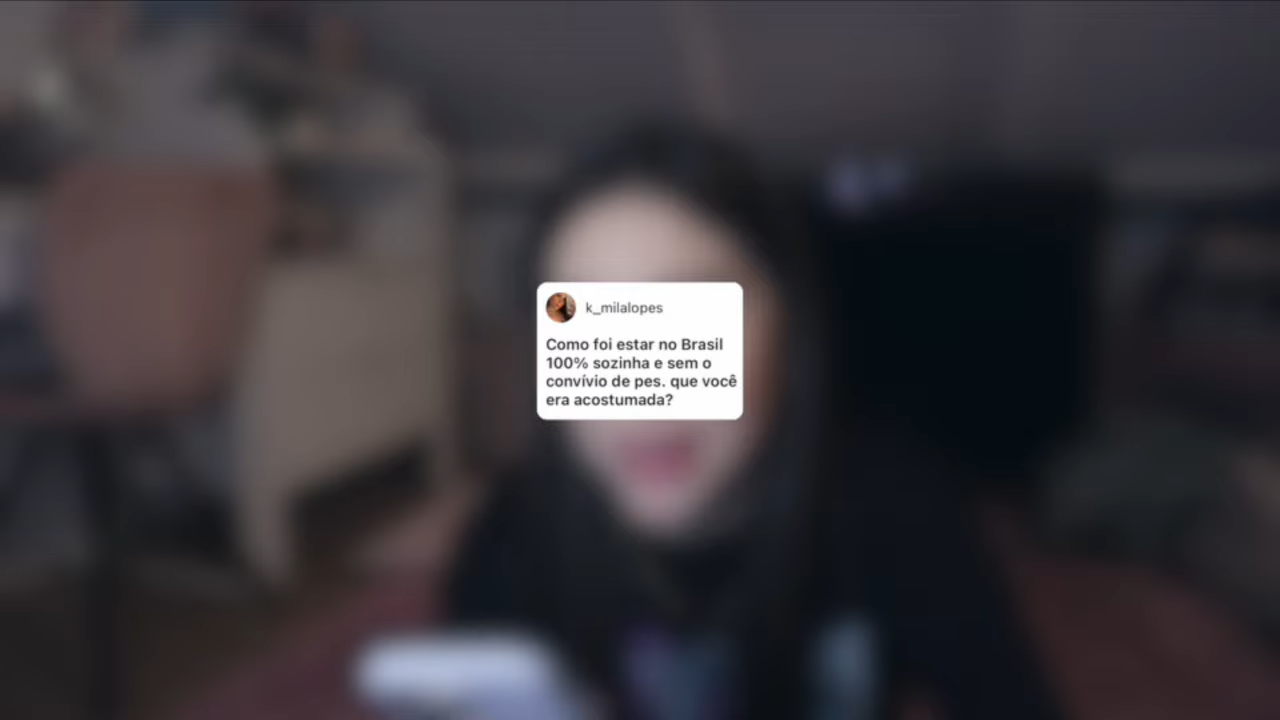 k_milalopes
Como foi estar no Brasil
100% sozinha e sem o
convívio de pes. que você
era acostumada?